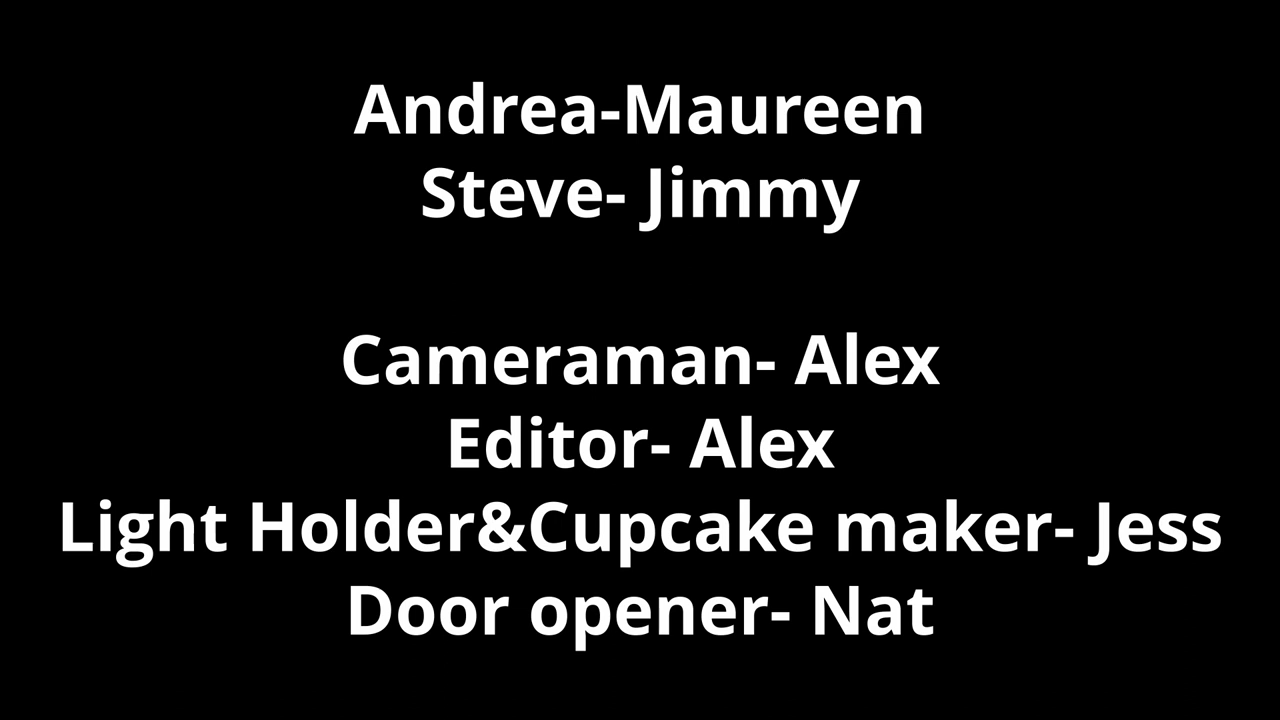 Andrea-Maureen
Steve- Jimmy
Cameraman- Alex
Editor- Alex
Light Holder&Cupcake maker- Jess
Door opener- Nat